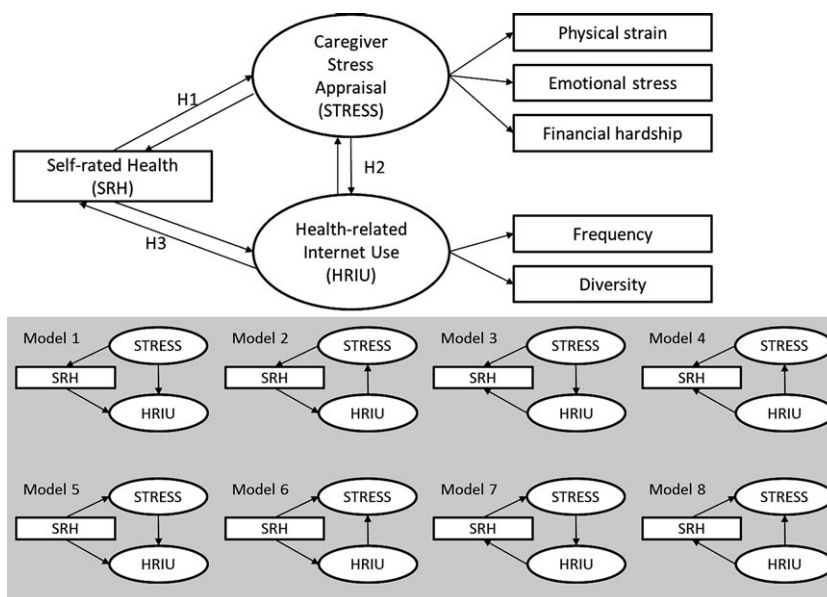 Caregiver
Stress
Appraisal
(STRESS)
Physical strain
Emotional stress
Financial hardship
H1
Self-rated Health
(SRH)
H2
H3
Health-related
Internet Use
(HRIU)
Frequency
Diversity
Model 1
STRESS
SRH
HRIU
Model 2
STRESS
SRH
HRIU
Model 3
STRESS
SRH
HRIU
Model 4
STRESS
SRH
HRIU
Model 5
STRESS
SRH
HRIU
Model 6
STRESS
SRH
HRIU
Model 7
STRESS
SRH
HRIU
Model 8
STRESS
SRH
HRIU